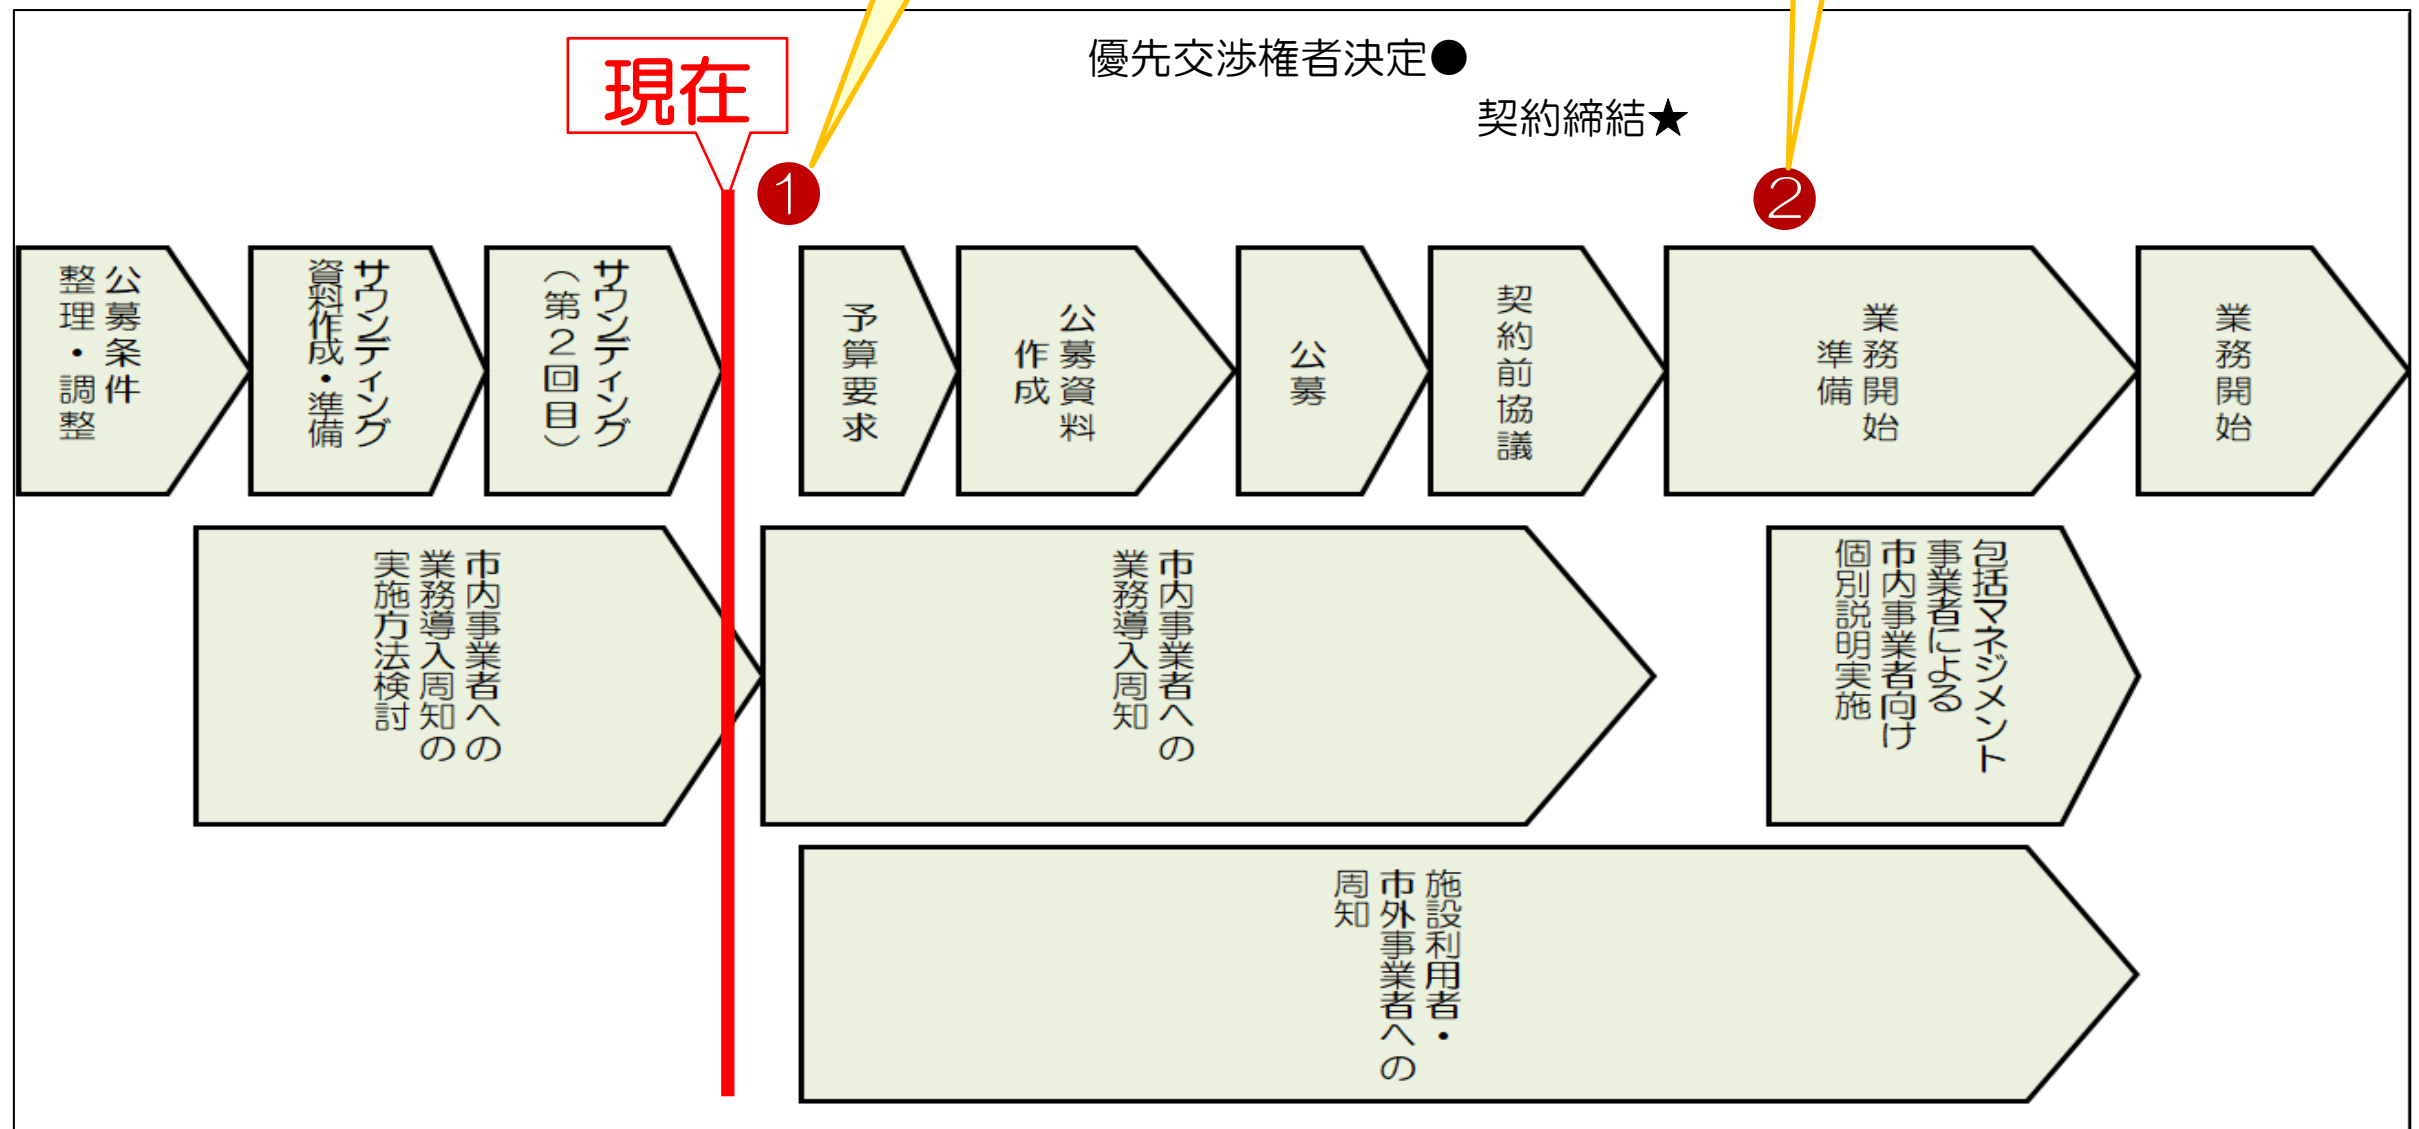 優先交渉権者決定●
現在
契約締結★
1
2
公募条件
整理・調整
サウンディング
資料作成・準備
サウンディング
（第２回目）
予算要求
公募資料
作成
公募
契約前協議
業務開始
準備
業務開始
市内事業者への
業務導入周知の
実施方法検討
市内事業者への
業務導入周知
包括マネジメント
事業者による
市内事業者向け
個別説明実施
施設利用者・
市外事業者への
周知